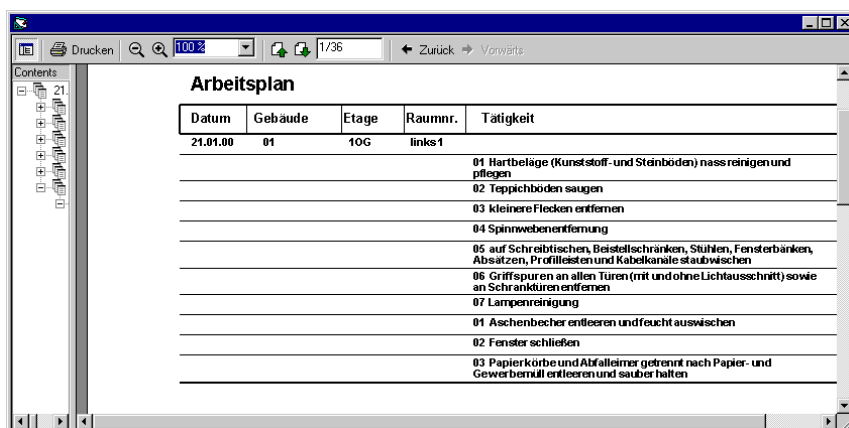 Drucken 100 % 1/36 Zurück Vorwärts
Contents
21.
Arbeitsplan
Datum Gebäude Etage Raumnr. Tätigkeit
21.01.00 01 1OG links1
01 Hartbeläge (Kunststoff- und Steinböden) nass reinigen und
pflegen
02 Teppichböden saugen
03 kleinere Flecken entfernen
04 Spinnwebenentfernung
05 auf Schreibtischen, Beistellschränken, Stühlen, Fensterbänken,
Absätzen, Profilleisten und Kabelkanäle staubwischen
06 Griffspuren an allen Türen (mit und ohne Lichtausschnitt) sowie
an Schranktüren entfernen
07 Lampenreinigung
01 Aschenbecher entleeren und feucht auswischen
02 Fenster schließen
03 Papierkörbe und Abfalleimer getrennt nach Papier- und
Gewerbemüll entleeren und sauber halten